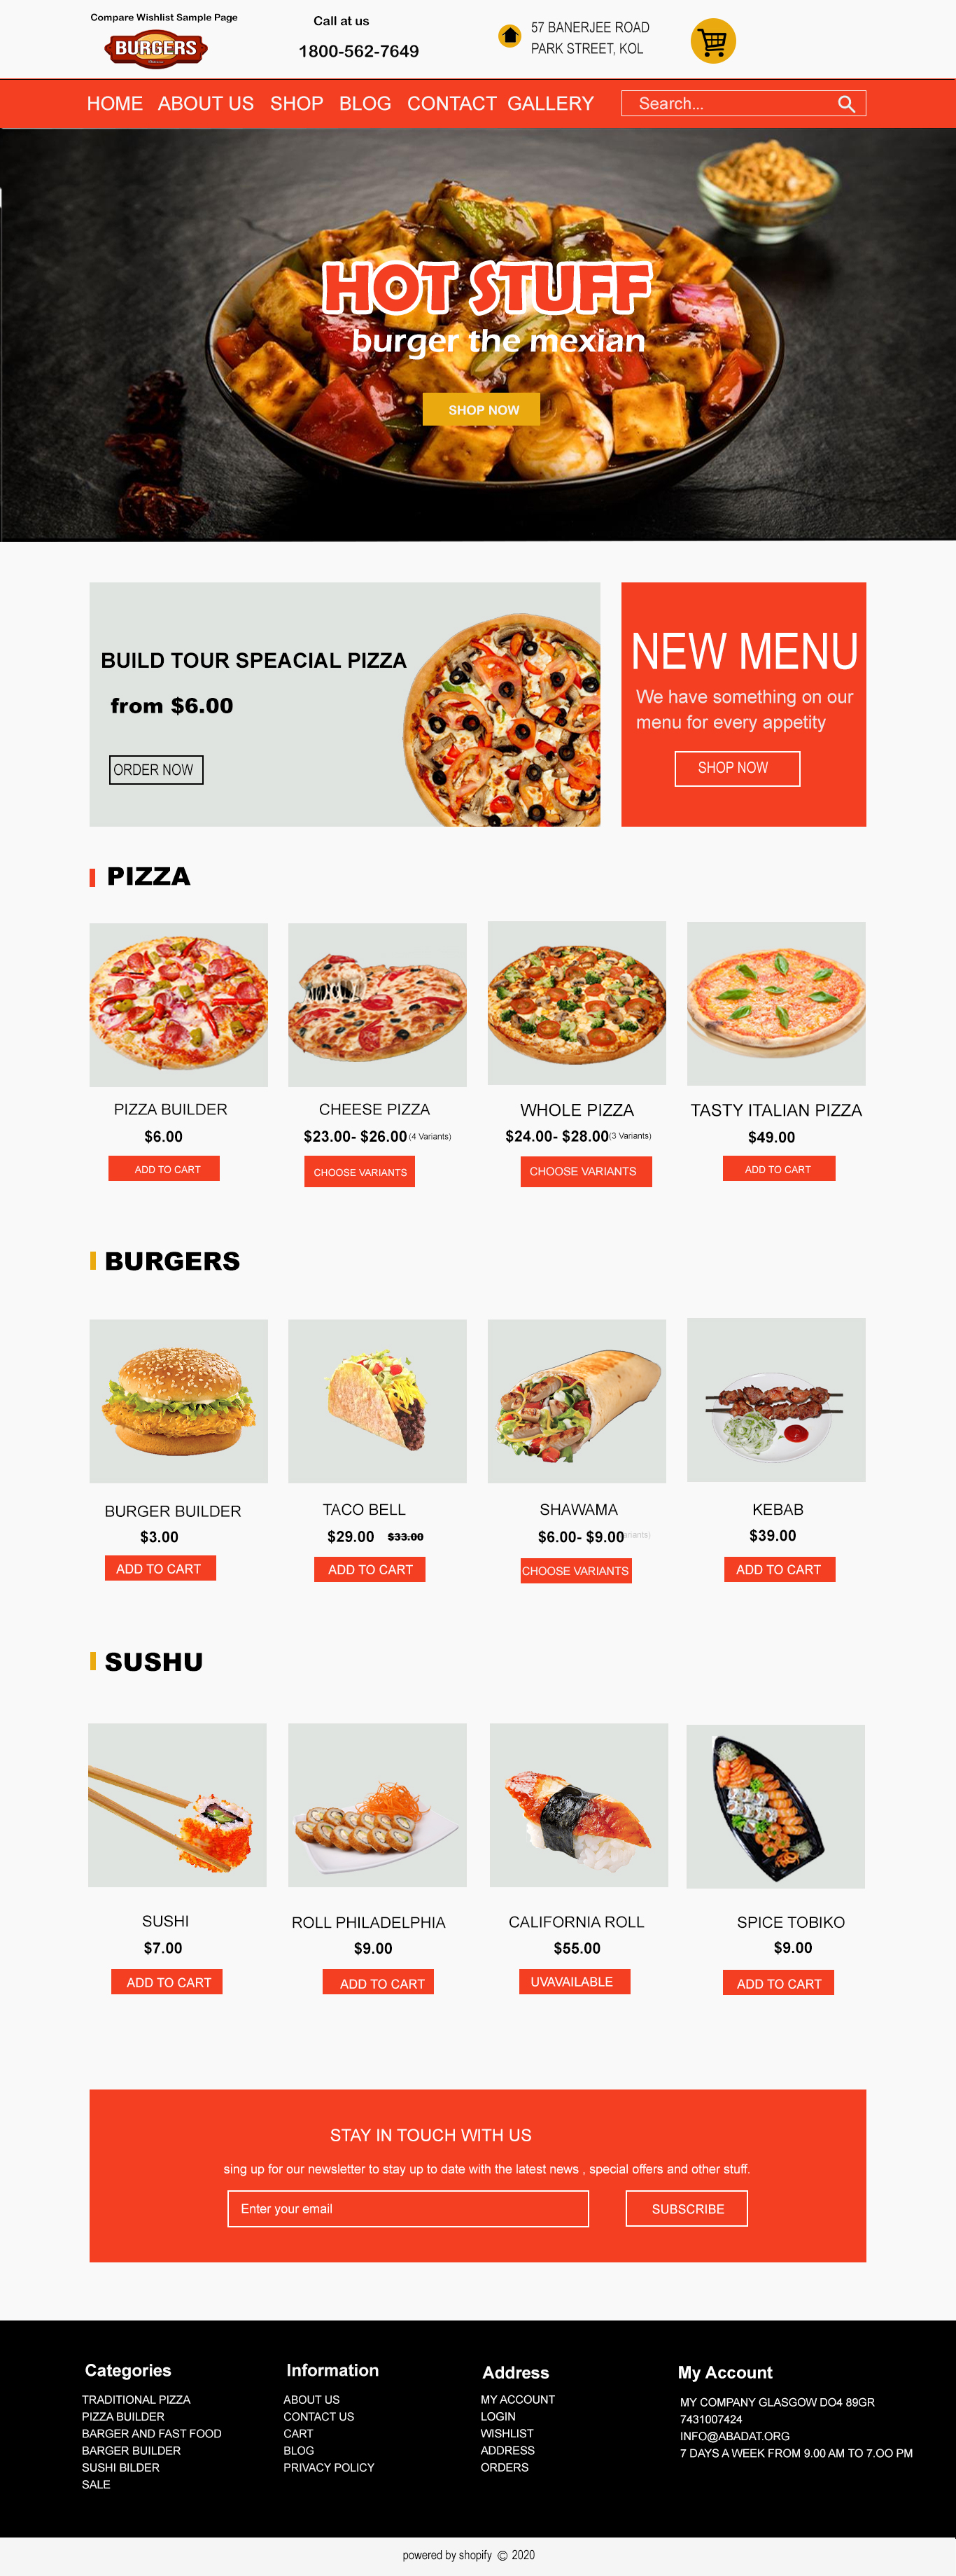 Compare Wishlist Sample Page
BURGERS
Call at us
1800-562-7649
57 BANERJEE ROAD
PARK STREET, KOL
HOME ABOUT US SHOP BLOG CONTACT GALLERY Search...
HOT STUFF
burger the mexian
SHOP NOW
BUILD TOUR SPEACIAL PIZZA
from $6.00
ORDER NOW
NEW MENU
We have something on our
menu for every appetity
SHOP NOW
PIZZA
PIZZA BUILDER CHEESE PIZZA WHOLE PIZZA TASTY ITALIAN PIZZA
$6.00 $23.00- $26.00 (4 Variants) $24.00- $28.00(3 Variants) $49.00
ADD TO CART CHOOSE VARIANTS CHOOSE VARIANTS ADD TO CART
BURGERS
BURGER BUILDER TACO BELL SHAWAMA KEBAB
$3.00 $29.00 $33.00 $6.00- $9.00 riants) $39.00
ADD TO CART ADD TO CART CHOOSE VARIANTS ADD TO CART
SUSHU
SUSHI ROLL PHILADELPHIA CALIFORNIA ROLL SPICE TOBIKO
$7.00 $9.00 $55.00 $9.00
ADD TO CART ADD TO CART UVAVAILABLE ADD TO CART
STAY IN TOUCH WITH US
sing up for our newsletter to stay up to date with the latest news , special offers and other stuff.
Enter your email SUBSCRIBE
Categories
TRADITIONAL PIZZA
PIZZA BUILDER
BARGER AND FAST FOOD
BARGER BUILDER
SUSHI BILDER
SALE
Information
ABOUT US
CONTACT US
CART
BLOG
PRIVACY POLICY
Address
MY ACCOUNT
LOGIN
WISHLIST
ADDRESS
ORDERS
My Account
MY COMPANY GLASGOW DO4 89GR
7431007424
INFO@ABADAT.ORG
7 DAYS A WEEK FROM 9.00 AM TO 7.OO PM
powered by shopify © 2020